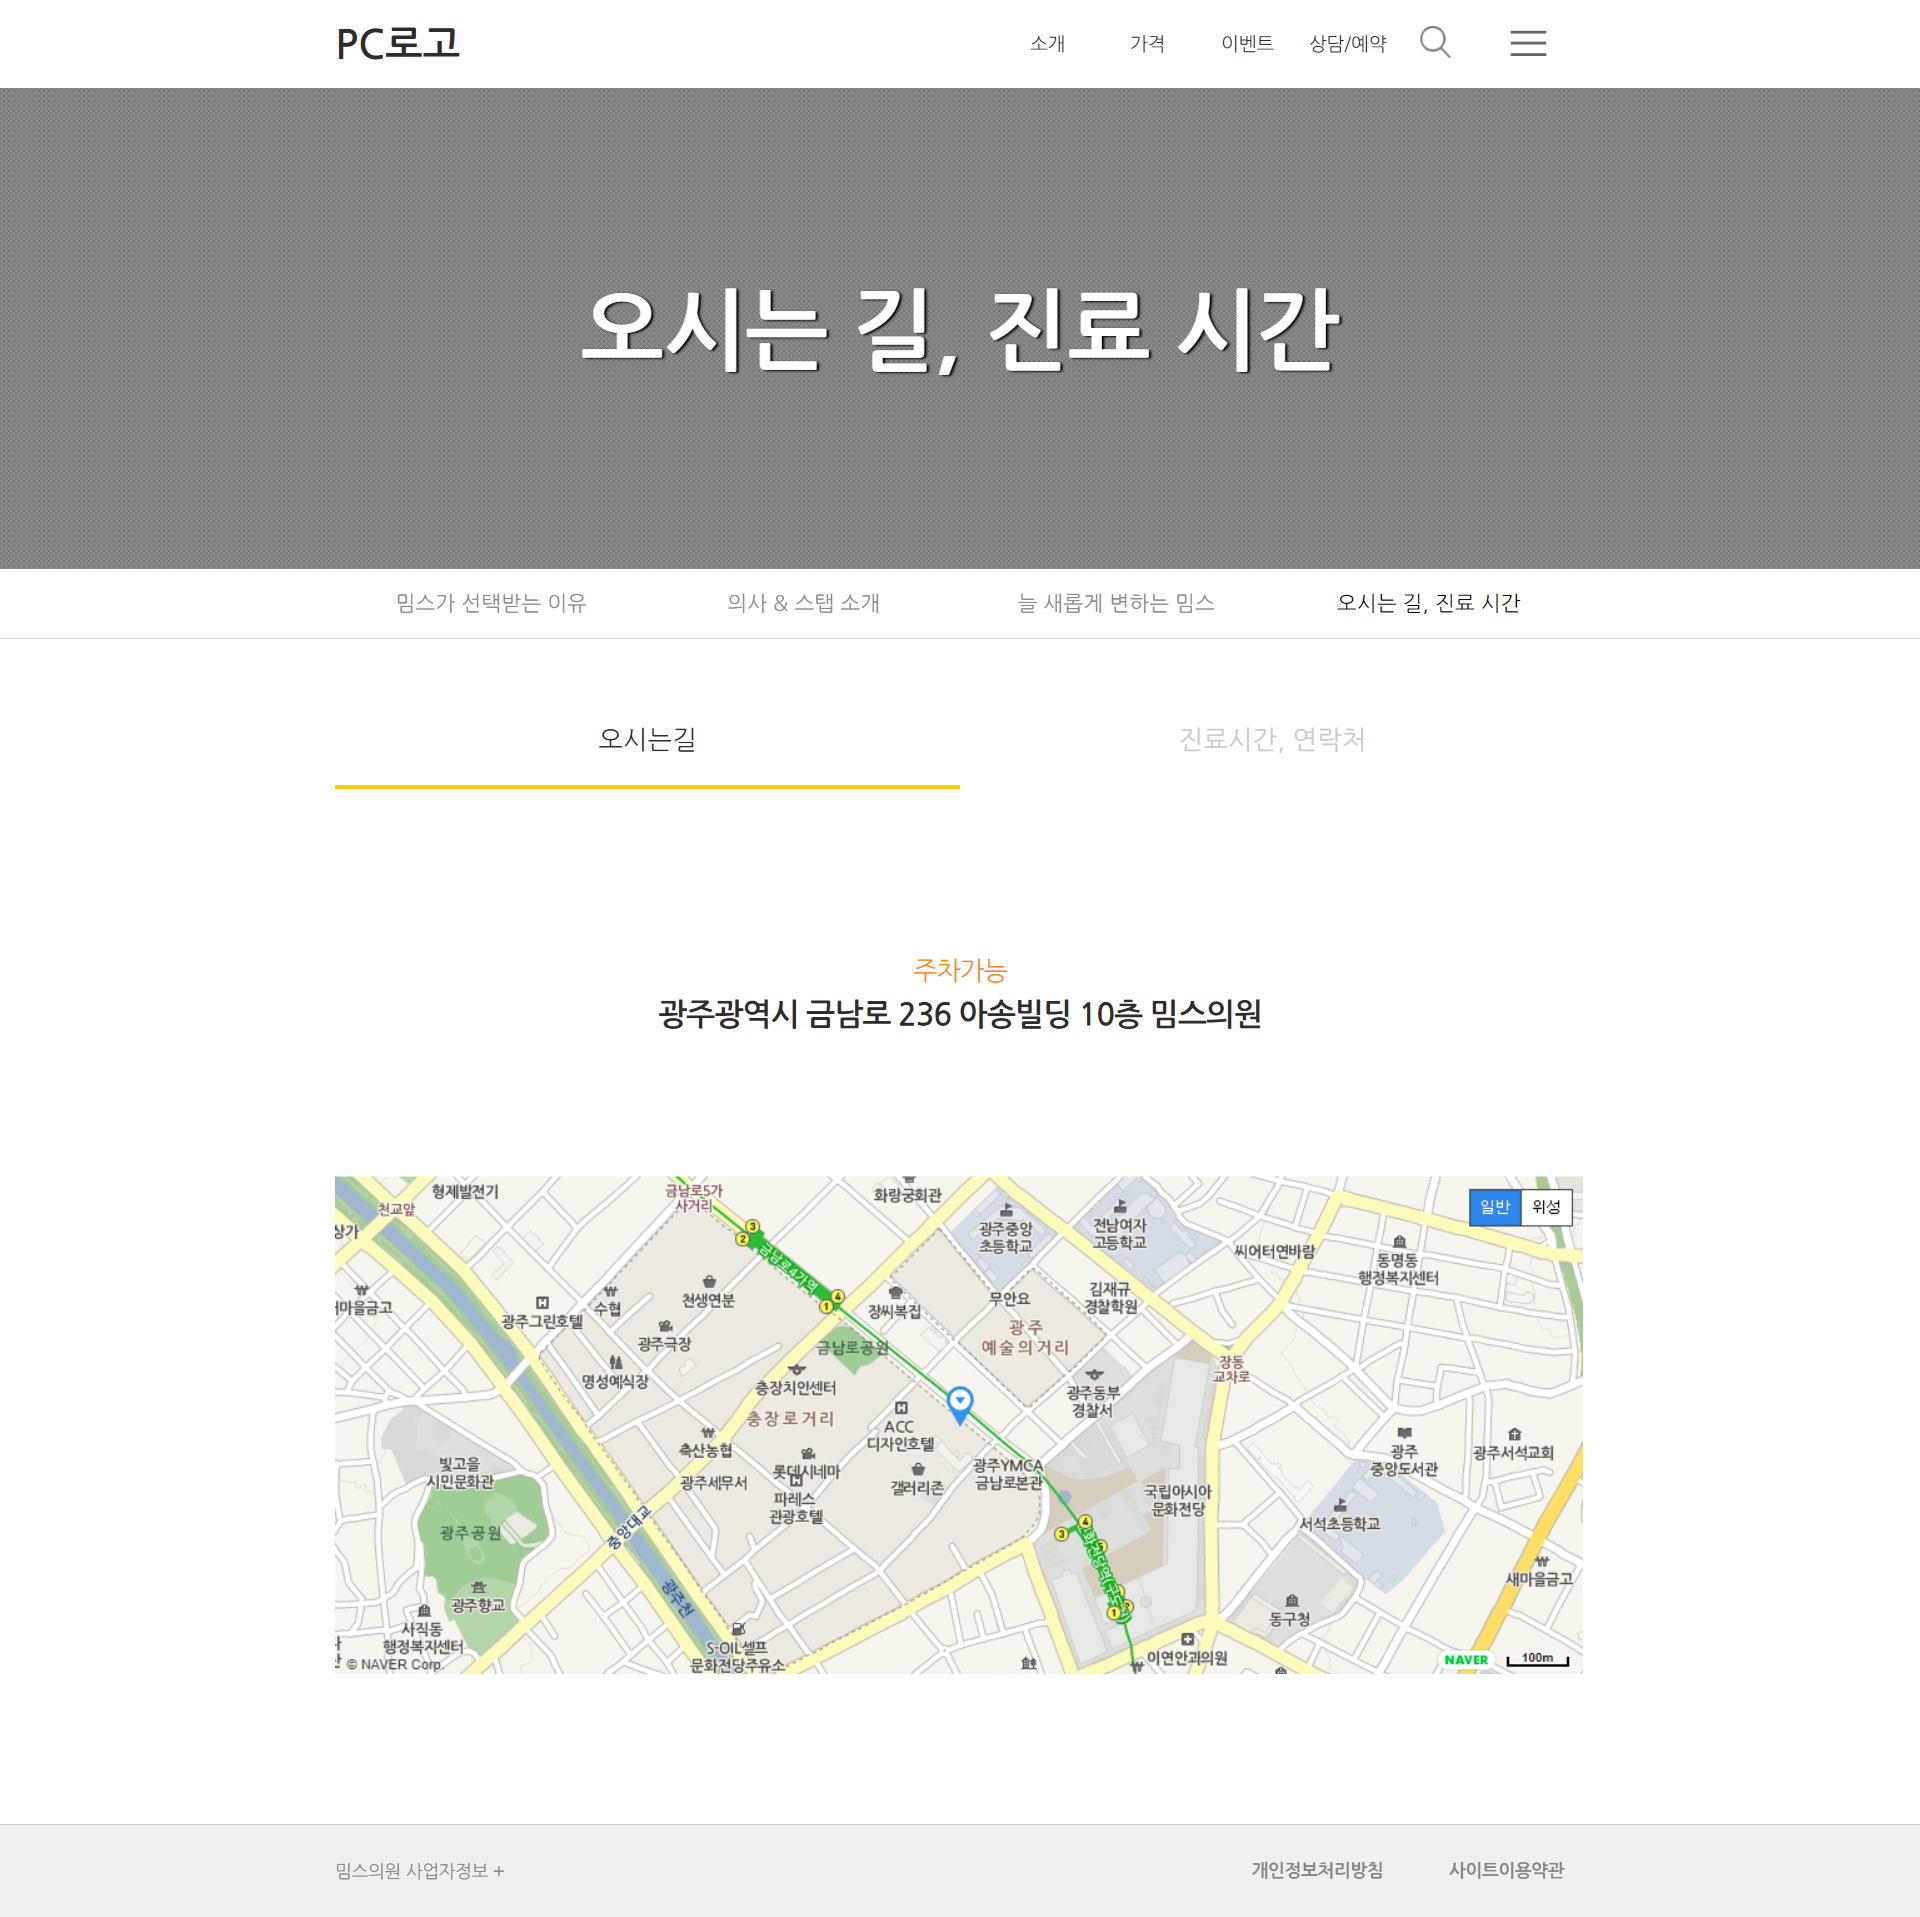 PC로고
소개 가격 이벤트 상담/예약
오시는 길, 진료 시간
밈스가 선택받는 이유 의사 & 스탭 소개 늘 새롭게 변하는 밈스 오시는 길, 진료 시간
오시는길 진료시간, 연락처
주차가능
광주광역시 금남로 236 아송빌딩 10층 밈스의원
형제발전기
금남로5가
사거리
화랑궁회관
천교앞
상가
3
2
금남로4가역
4
1
광주중앙
초등학교
전남여자
고등학교
일반 위성
씨어터연바람
동명동
행정복지센터
마을금고
광주그린호텔
수협
천생연분
장씨복집
무안요
김재규
경찰학원
광주극장
금남로공원
광주
예술의거리
명성예식장
충장치안센터
장동
교차로
광주동부
경찰서
충장로거리
ACC
디자인호텔
축산농협
롯데시네마
광주YMCA
금남로본관
광주
중앙도서관
광주서석교회
빛고을
시민문화관
광주세무서
파레스
관광호텔
갤러리존
국립아시아
문화전당
광주공원
중앙대교
4
3
서석초등학교
광주천
광주향교
새마을금고
1
2
사직동
행정복지센터
동구청
S-OIL셀프
문화전당주유소
이연안과의원
© NAVER Corp.
NAVER 100m
밈스의원 사업자정보 + 개인정보처리방침 사이트이용약관